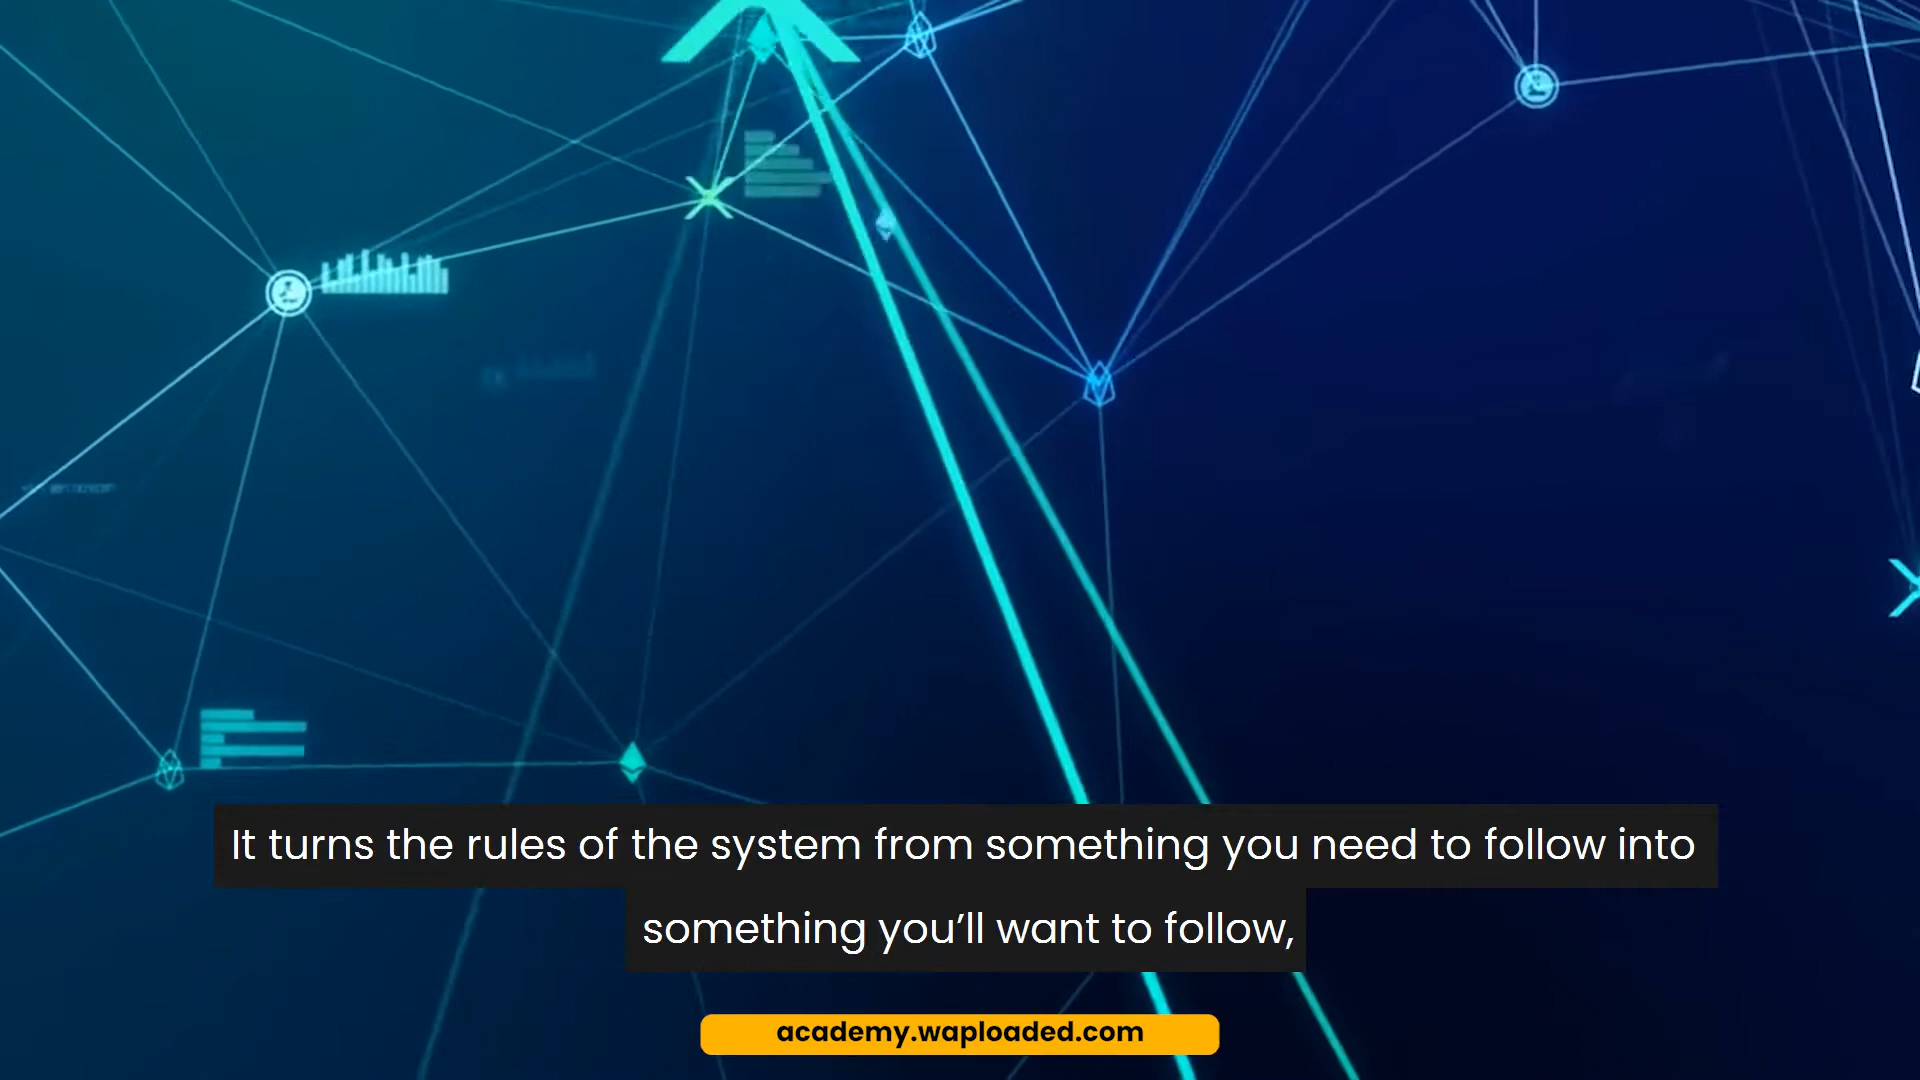 It turns the rules of the system from something you need to follow into
something you’ll want to follow,
academy.waploaded.com